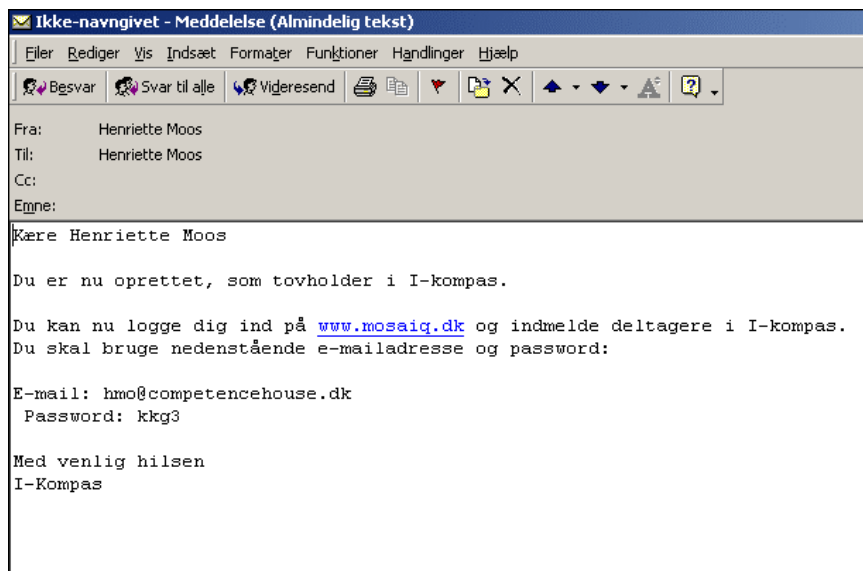 Ikke-navngivet - Meddelelse (Almindelig tekst)
Filer Rediger Vis Indsæt Formater Funktioner Handlinger Hjælp
Besvar Svar til alle Videresend
Fra: Henriette Moos
Til: Henriette Moos
Cc:
Emne:
Kære Henriette Moos
Du er nu oprettet, som tovholder i I-kompas.
Du kan nu logge dig ind på www.mosaiq.dk og indmelde deltagere i I-kompas.
Du skal bruge nedenstående e-mailadresse og password:
E-mail: hmo@competencehouse.dk
Password: kkg3
Med venlig hilsen
I-Kompas